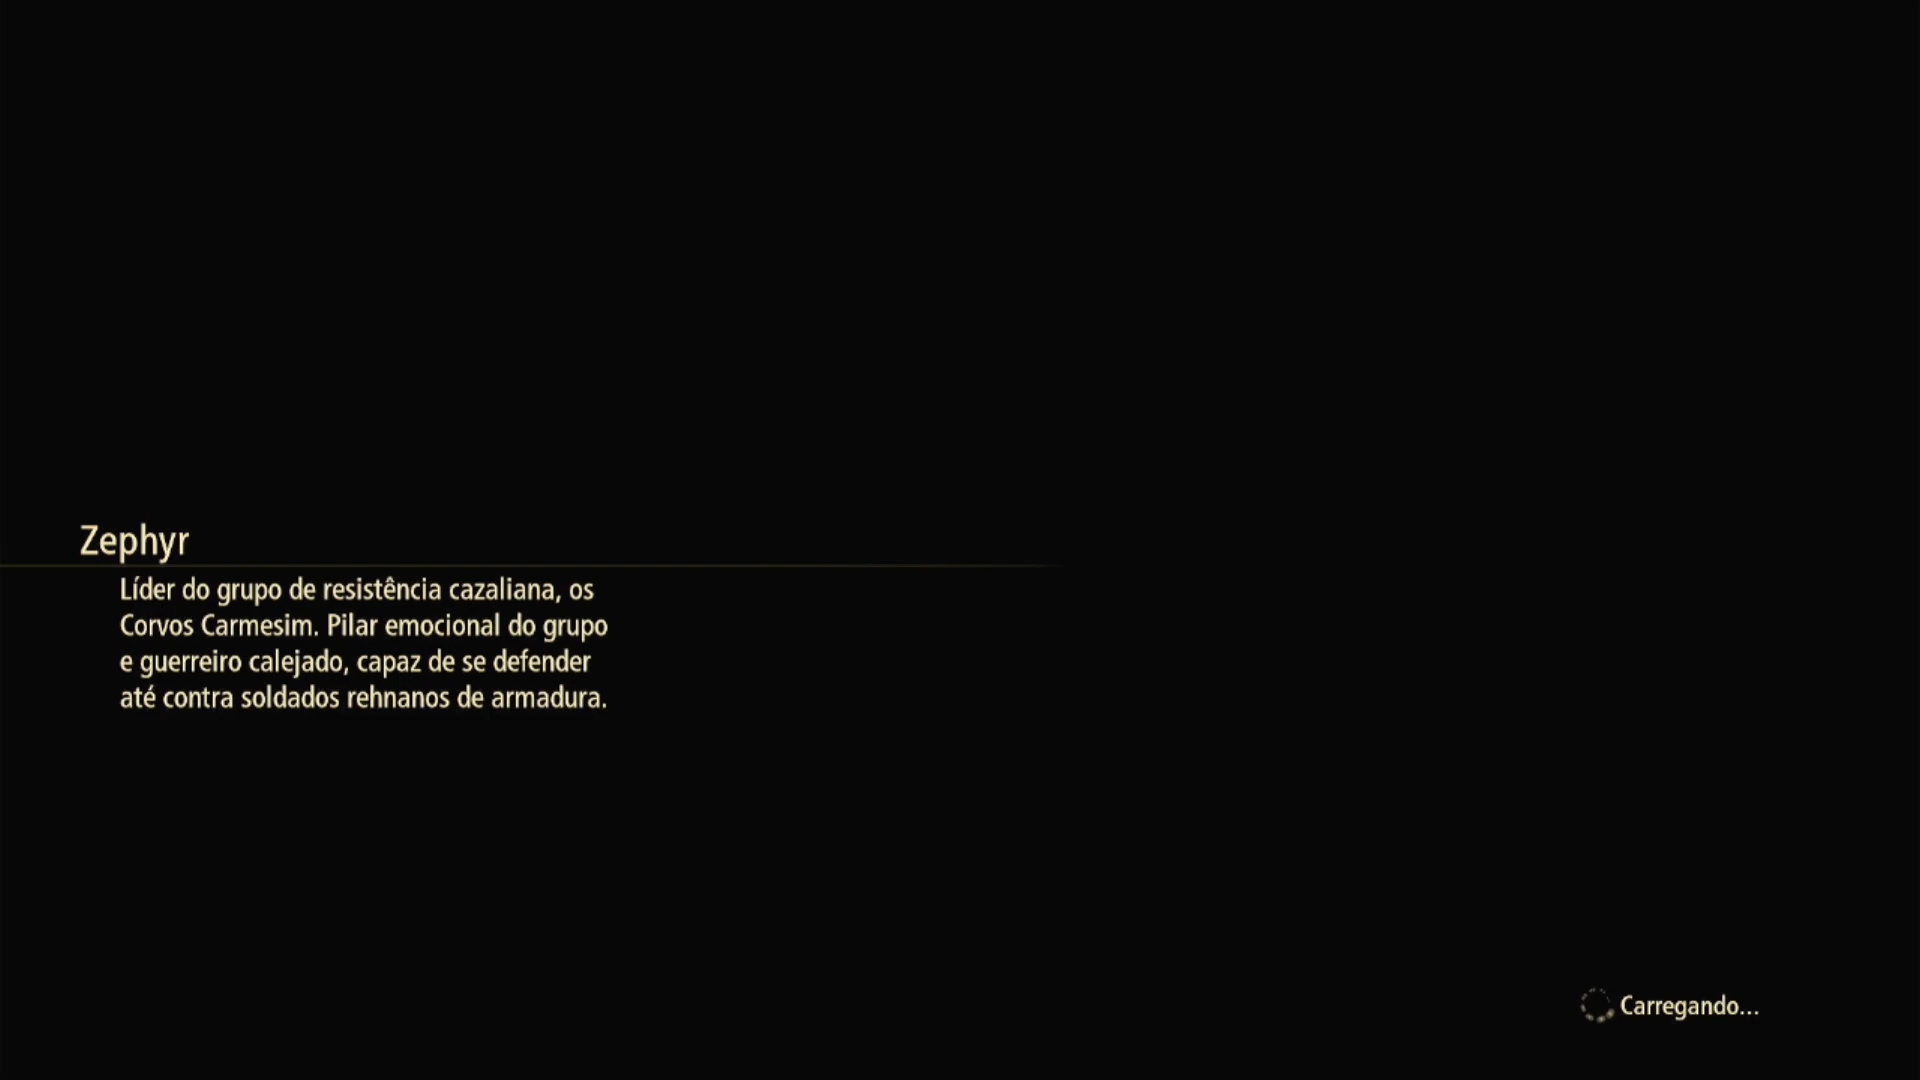 Zephyr
Líder do grupo de resistência cazaliana, os
Corvos Carmesim. Pilar emocional do grupo
e guerreiro calejado, capaz de se defender
até contra soldados rehnanos de armadura.
Carregando...